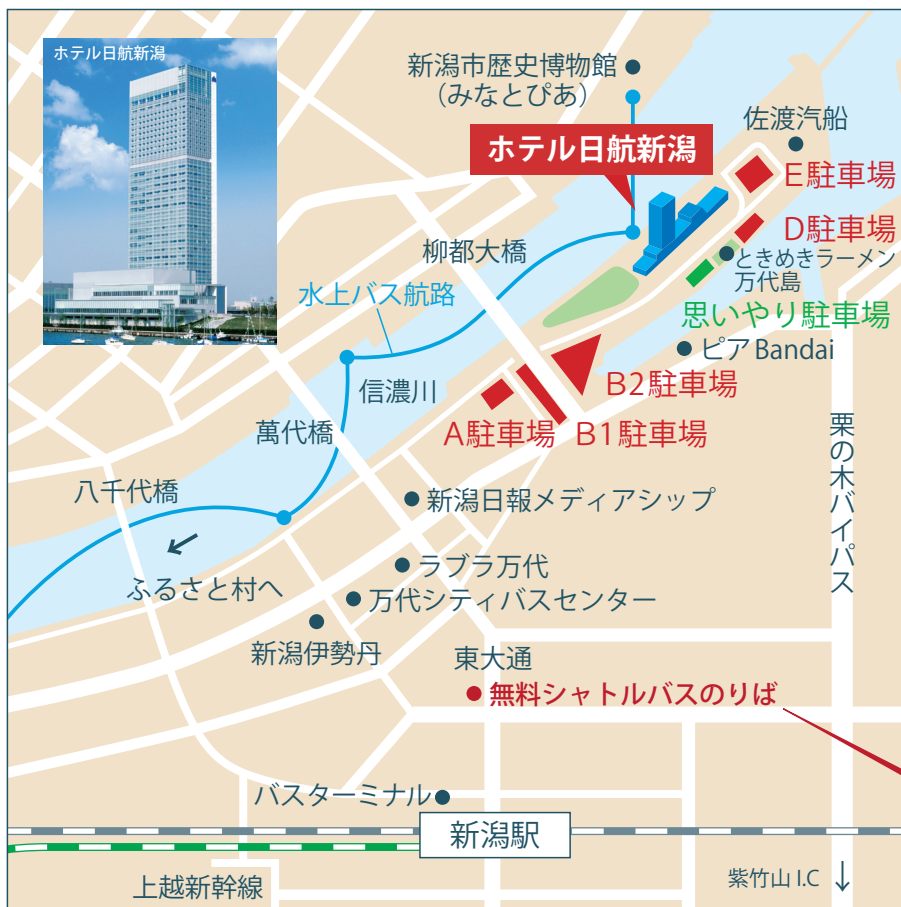 ホテル日航新潟
新潟市歴史博物館
（みなとぴあ）
佐渡汽船
ホテル日航新潟
E駐車場
D駐車場
柳都大橋
ときめきラーメン
万代島
水上バス航路
思いやり駐車場
ピアBandai
信濃川
B2駐車場
萬代橋
A駐車場
B1駐車場
栗の木バイパス
八千代橋
新潟日報メディアシップ
ラブラ万代
ふるさと村へ
万代シティバスセンター
新潟伊勢丹
東大通
無料シャトルバスのりば
バスターミナル
新潟駅
上越新幹線
紫竹山 I.C